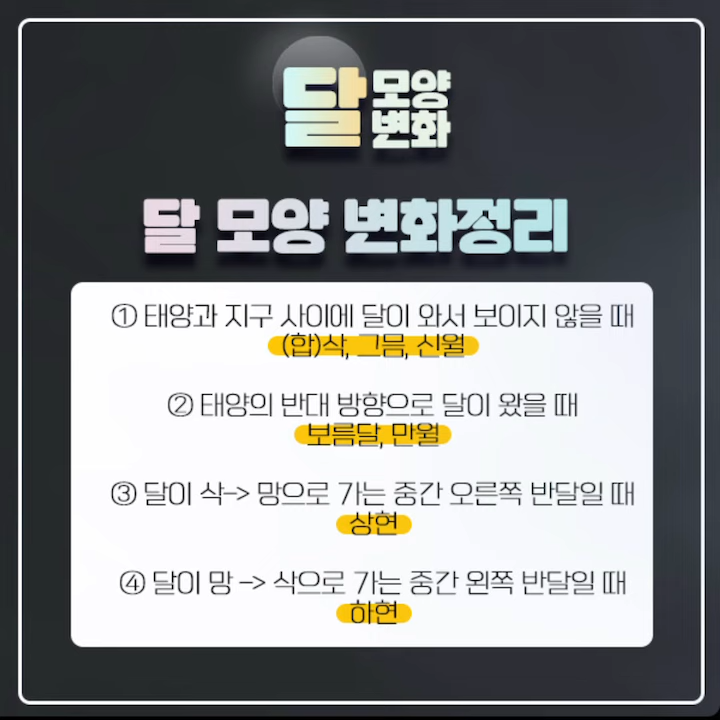 달 모양
변화
달 모양 변화정리
① 태양과 지구 사이에 달이 와서 보이지 않을 때
(합)삭, 그믐, 신월
② 태양의 반대 방향으로 달이 왔을 때
보름달, 만월
③ 달이 삭-> 망으로 가는 중간 오른쪽 반달일 때
상현
④ 달이 망 -> 삭으로 가는 중간 왼쪽 반달일 때
하현